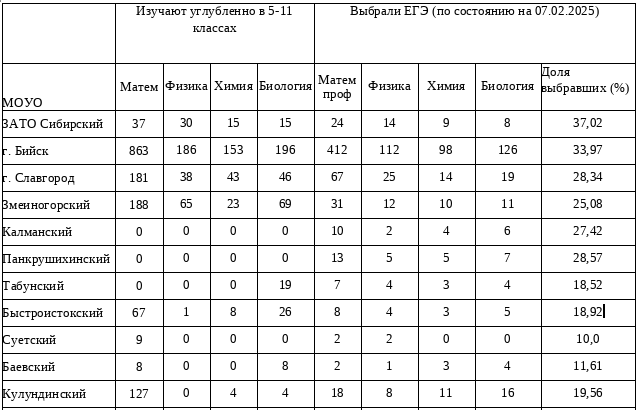 Изучают углубленно в 5-11 классах | Выбрали ЕГЭ (по состоянию на 07.02.2025)
МОУО | Матем | Физика | Химия | Биология | Матем проф | Физика | Химия | Биология | Доля выбравших (%)
ЗАТО Сибирский | 37 | 30 | 15 | 15 | 24 | 14 | 9 | 8 | 37,02
г. Бийск | 863 | 186 | 153 | 196 | 412 | 112 | 98 | 126 | 33,97
г. Славгород | 181 | 38 | 43 | 46 | 67 | 25 | 14 | 19 | 28,34
Змеиногорский | 188 | 65 | 23 | 69 | 31 | 12 | 10 | 11 | 25,08
Калманский | 0 | 0 | 0 | 0 | 10 | 2 | 4 | 6 | 27,42
Панкрушихинский | 0 | 0 | 0 | 0 | 13 | 5 | 5 | 7 | 28,57
Табунский | 0 | 0 | 0 | 19 | 7 | 4 | 3 | 4 | 18,52
Быстроистокский | 67 | 1 | 8 | 26 | 8 | 4 | 3 | 5 | 18,92
Суетский | 9 | 0 | 0 | 0 | 2 | 2 | 0 | 0 | 10,0
Баевский | 8 | 0 | 0 | 8 | 2 | 1 | 3 | 4 | 11,61
Кулундинский | 127 | 0 | 4 | 4 | 18 | 8 | 11 | 16 | 19,56